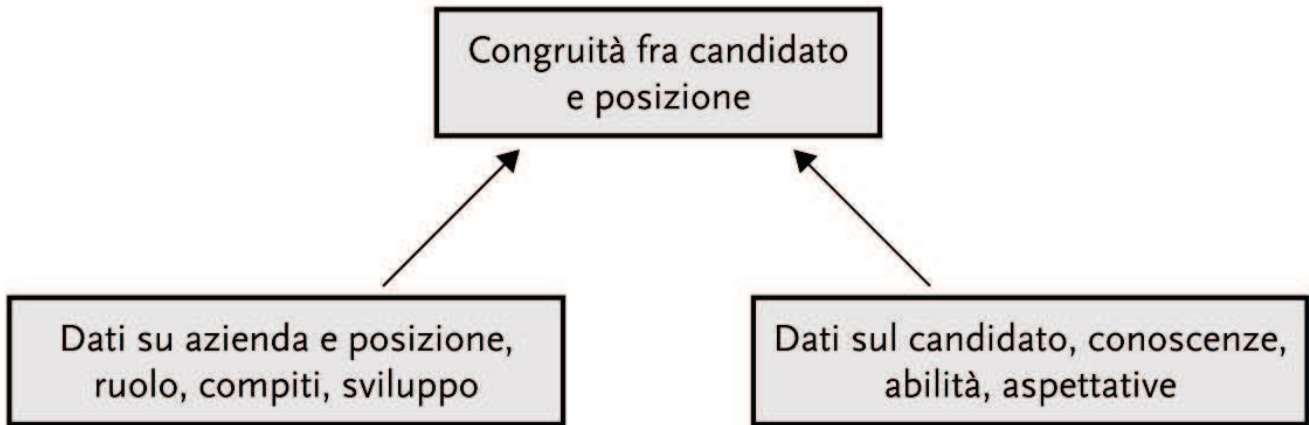 Congruità fra candidato
e posizione
Dati su azienda e posizione,
ruolo, compiti, sviluppo
Dati sul candidato, conoscenze,
abilità, aspettative